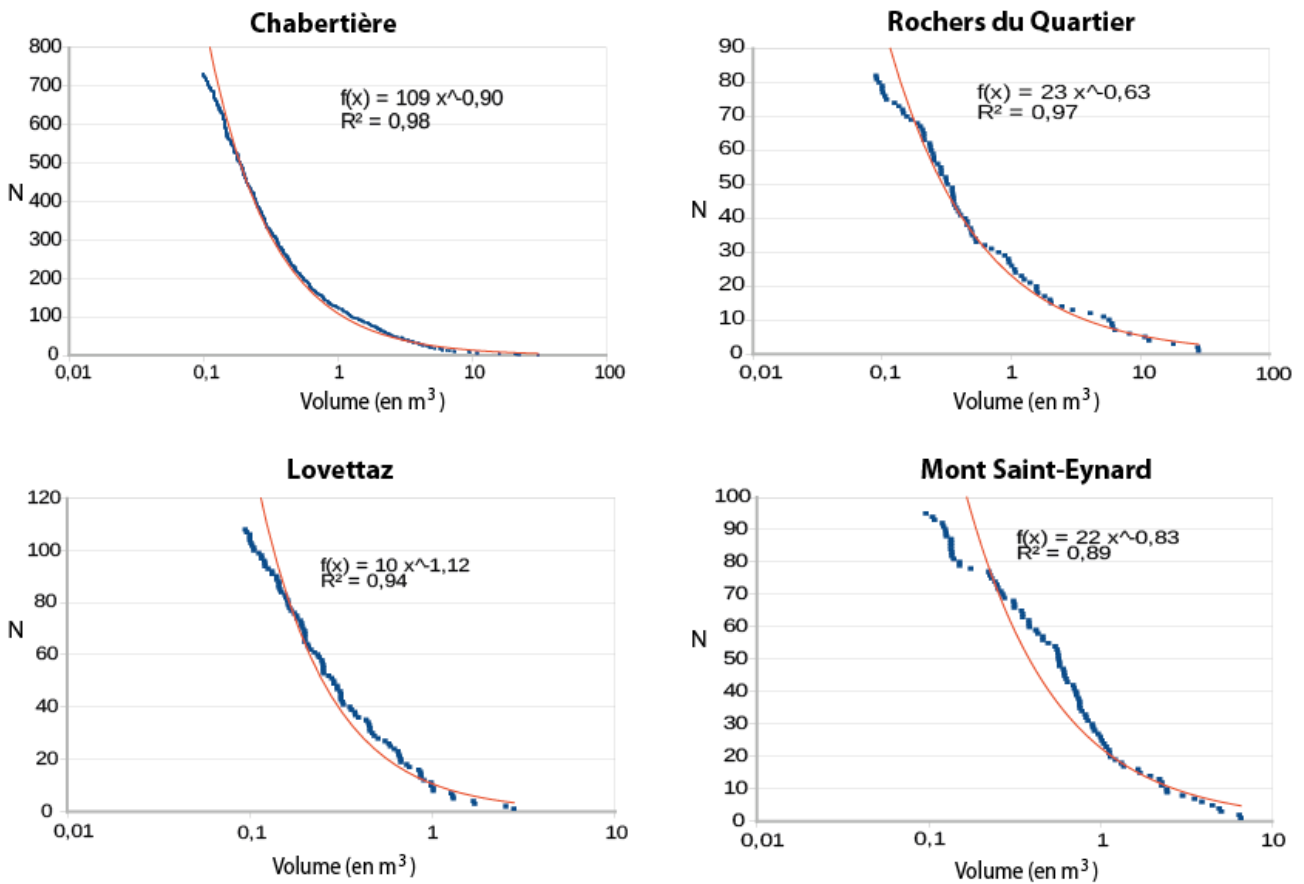 Chabertière
800
700
600
500
400
300
200
100
0
N
f(x) = 109 x^-0,90
R² = 0,98
0,01 0,1 1 10 100
Volume (en m³)
Rochers du Quartier
90
80
70
60
50
40
30
20
10
0
N
f(x) = 23 x^-0,63
R² = 0,97
0,01 0,1 1 10 100
Volume (en m³)
Lovettaz
120
100
80
60
40
20
0
N
f(x) = 10 x^-1,12
R² = 0,94
0,01 0,1 1 10
Volume (en m³)
Mont Saint-Eynard
100
90
80
70
60
50
40
30
20
10
0
N
f(x) = 22 x^-0,83
R² = 0,89
0,01 0,1 1 10
Volume (en m³)